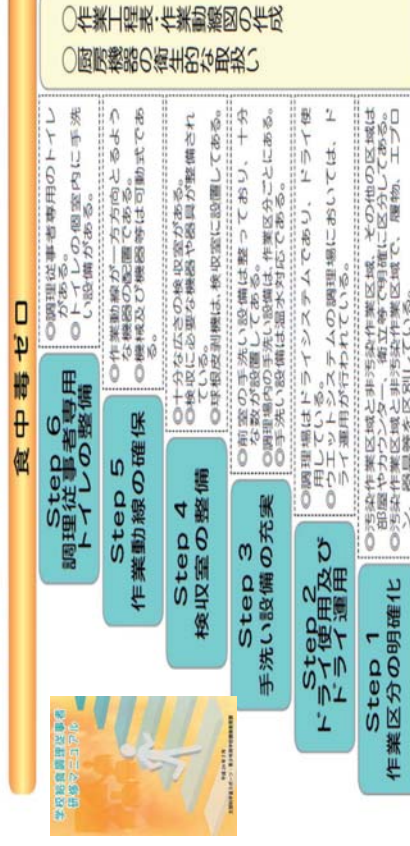 食中毒ゼロ
Step 6
調理従事者専用
トイレの整備
○調理従事者専用のトイレ
がある。
○トイレの個室内に手洗
い設備がある。
Step 5
作業動線の確保
○作業動線が一方方向とるよう
な機器の配置である。
○機械及び機器等は可動式であ
る。
Step 4
検収室の整備
○十分な広さの検収室がある。
○検収に必要な機器や器具が整備され
ている。
○球根皮剥機は、検収室に設置してある。
Step 3
手洗い設備の充実
○前室の手洗い設備は整っており、十分
な数が設置してある。
○調理場内の手洗い設備は、作業区分ごとにある。
○手洗い設備は温水対応である。
Step 2
ドライ使用及び
ドライ運用
○調理場はドライシステムであり、ドライ使
用している。
○ウエットシステムの調理場においては、ド
ライ運用が行われている。
Step 1
作業区分の明確化
○汚染作業区域と非汚染作業区域、その他の区域は
部屋やカウンター、衛立等で明確に区分してある。
○汚染作業区域と非汚染作業区域で、履物、エプロ
ン、器具等を区別している。
○作業工程表・作業動線図の作成
○厨房機器の衛生的な取扱い
学校給食調理従事者
研修マニュアル